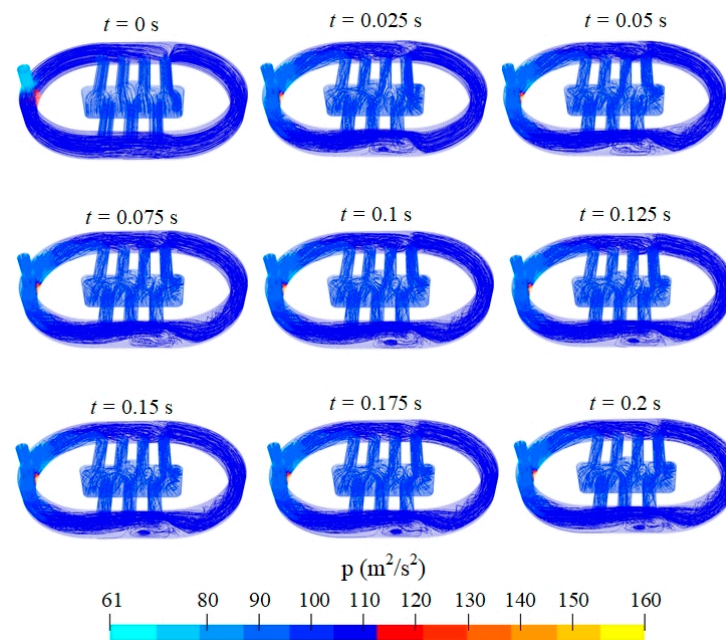 t = 0 s
t = 0.025 s
t = 0.05 s
t = 0.075 s
t = 0.1 s
t = 0.125 s
t = 0.15 s
t = 0.175 s
t = 0.2 s
p (m²/s²)
61 80 90 100 110 120 130 140 150 160